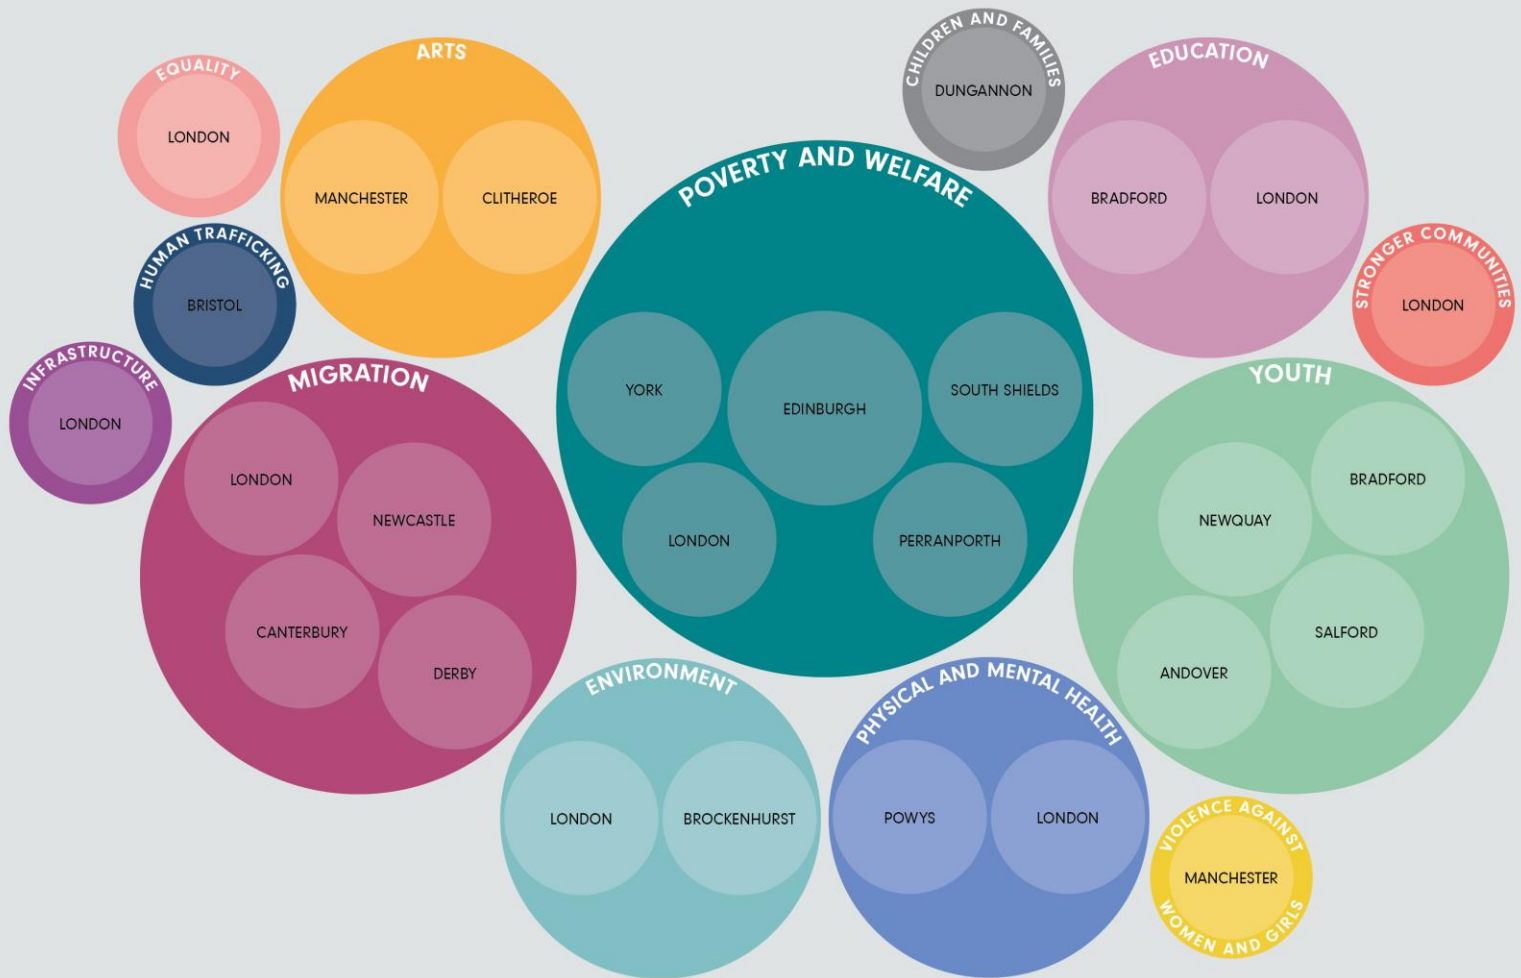 EQUALITY
LONDON
ARTS
MANCHESTER
CLITHEROE
CHILDREN AND FAMILIES
DUNGANNON
EDUCATION
BRADFORD
LONDON
HUMAN TRAFFICKING
BRISTOL
POVERTY AND WELFARE
YORK
EDINBURGH
SOUTH SHIELDS
LONDON
PERRANPORTH
STRONGER COMMUNITIES
LONDON
INFRASTRUCTURE
LONDON
MIGRATION
LONDON
NEWCASTLE
CANTERBURY
DERBY
YOUTH
BRADFORD
NEWQUAY
SALFORD
ANDOVER
ENVIRONMENT
LONDON
BROCKENHURST
PHYSICAL AND MENTAL HEALTH
POWYS
LONDON
VIOLENCE AGAINST
MANCHESTER
WOMEN AND GIRLS